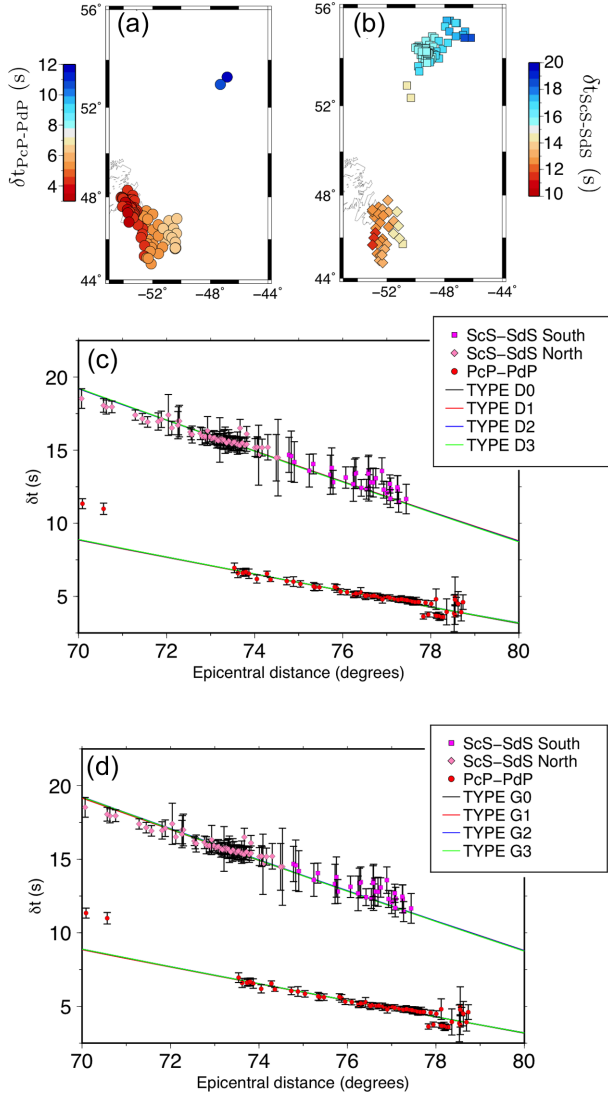 56°
(a)
12
10
8
6
4
δtPcP-PdP (s)
52°
48°
44°
−52°
−48°
−44°
56°
(b)
20
18
16
14
12
10
δtScS-SdS (s)
52°
48°
44°
−52°
−48°
−44°
(c)
ScS−SdS South
ScS−SdS North
PcP−PdP
TYPE D0
TYPE D1
TYPE D2
TYPE D3
δt (s)
20
15
10
5
70
72
74
76
78
80
Epicentral distance (degrees)
(d)
ScS−SdS South
ScS−SdS North
PcP−PdP
TYPE G0
TYPE G1
TYPE G2
TYPE G3
δt (s)
20
15
10
5
70
72
74
76
78
80
Epicentral distance (degrees)